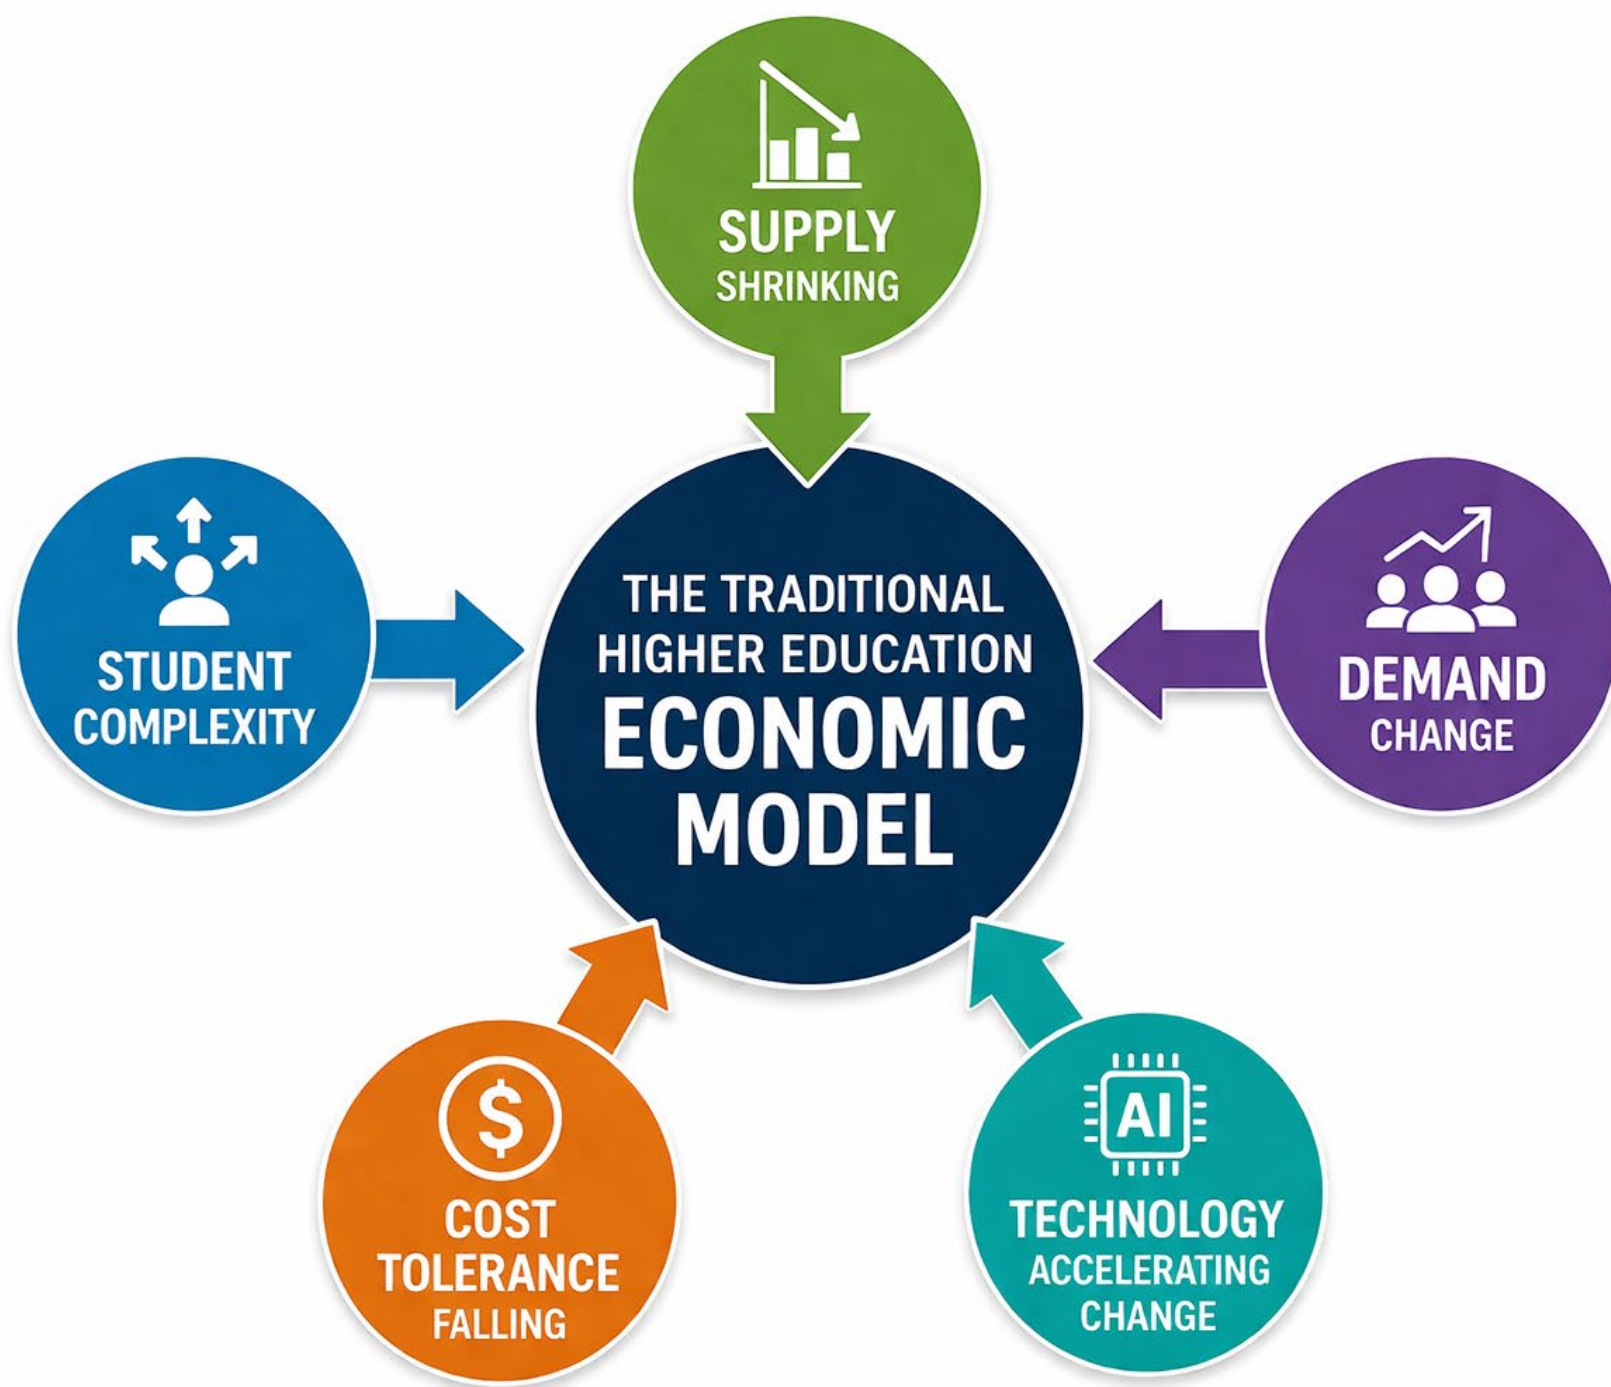 SUPPLY
SHRINKING
STUDENT
COMPLEXITY
THE TRADITIONAL
HIGHER EDUCATION
ECONOMIC
MODEL
DEMAND
CHANGE
$
COST
TOLERANCE
FALLING
AI
TECHNOLOGY
ACCELERATING
CHANGE